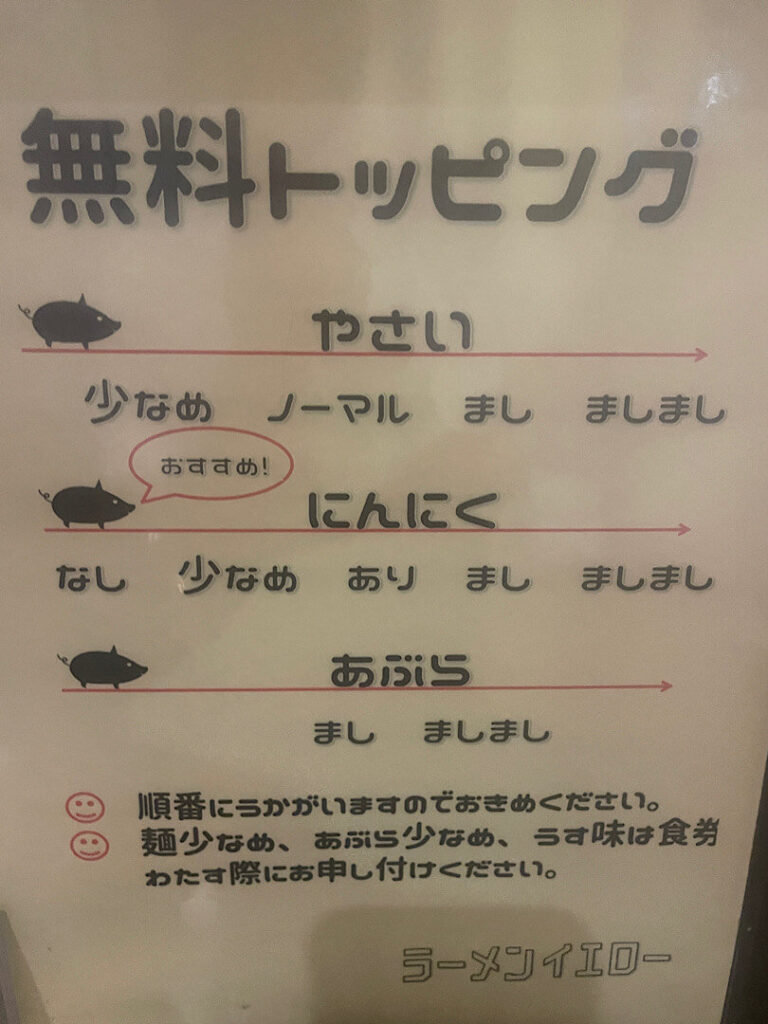 無料トッピング
やさい
少なめ ノーマル まし ましまし
おすすめ!
にんにく
なし 少なめ あり まし ましまし
あぶら
まし ましまし
順番にうかがいますのでおきめください。
麺少なめ、あぶら少なめ、うす味は食券
わたす際にお申し付けください。
ラーメンイエロー